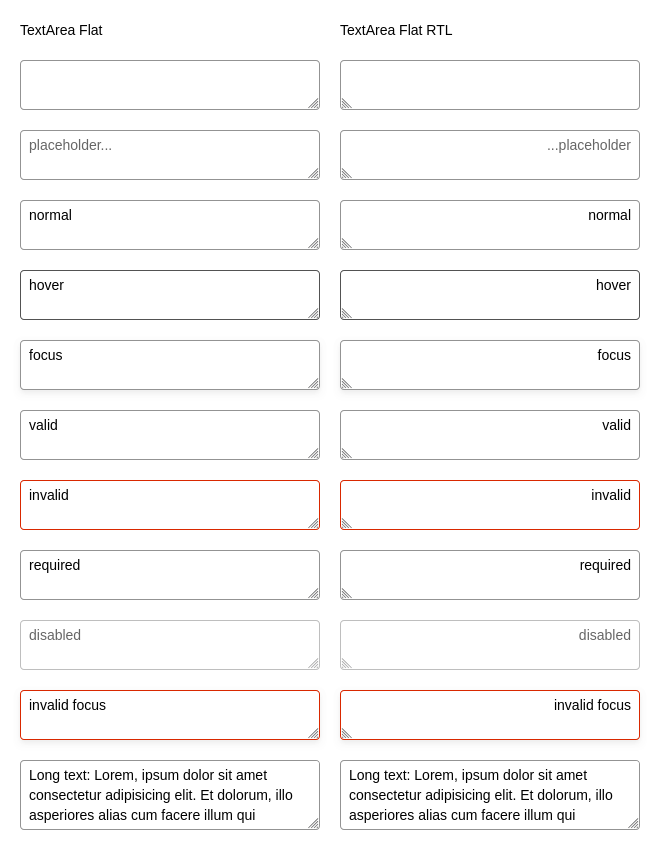 TextArea Flat
TextArea Flat RTL
placeholder...
...placeholder
normal
normal
hover
hover
focus
focus
valid
valid
invalid
invalid
required
required
disabled
disabled
invalid focus
invalid focus
Long text: Lorem, ipsum dolor sit amet
consectetur adipisicing elit. Et dolorum, illo
asperiores alias cum facere illum qui
Long text: Lorem, ipsum dolor sit amet
consectetur adipisicing elit. Et dolorum, illo
asperiores alias cum facere illum qui